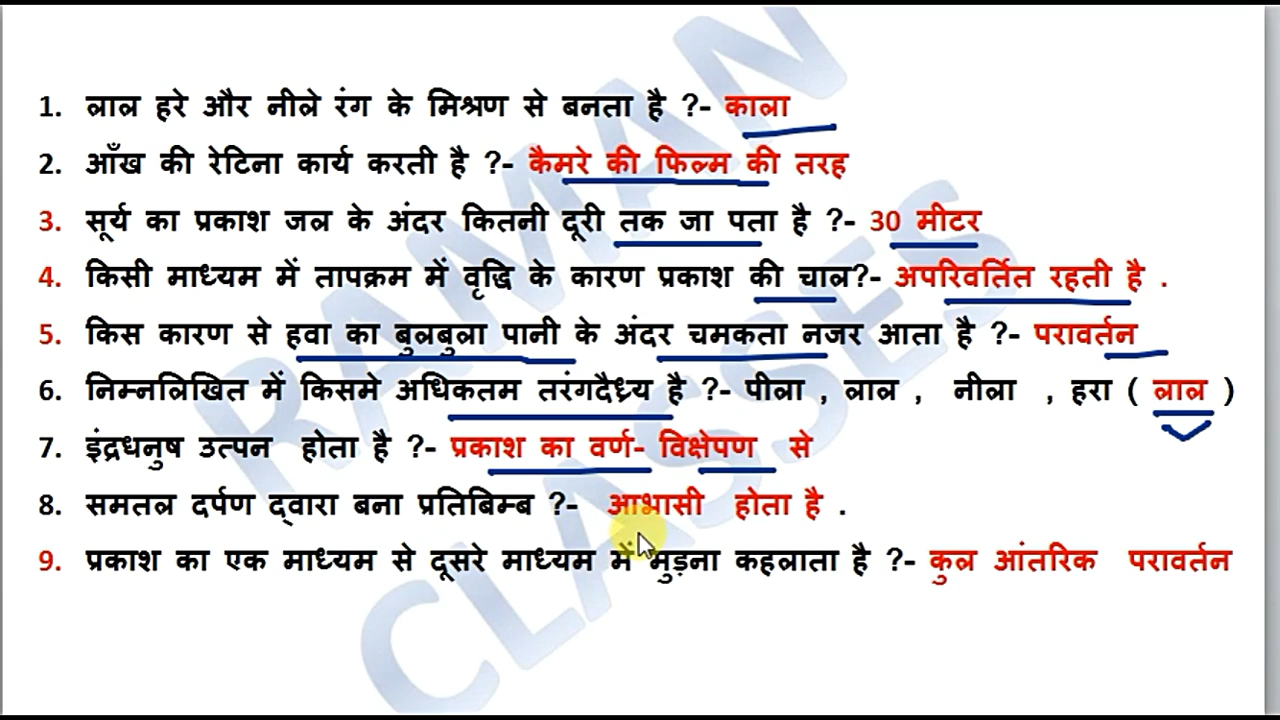 1. लाल हरे और नीले रंग के मिश्रण से बनता है ?- काला
2. आँख की रेटिना कार्य करती है ?- कैमरे की फिल्म की तरह
3. सूर्य का प्रकाश जल के अंदर कितनी दूरी तक जा पता है ?- 30 मीटर
4. किसी माध्यम में तापक्रम में वृद्धि के कारण प्रकाश की चाल?- अपरिवर्तित रहती है .
5. किस कारण से हवा का बुलबुला पानी के अंदर चमकता नजर आता है ?- परावर्तन
6. निम्नलिखित में किसमे अधिकतम तरंगदैध्र्य है ?- पीला , लाल , नीला , हरा ( लाल )
7. इंद्रधनुष उत्पन होता है ?- प्रकाश का वर्ण- विक्षेपण से
8. समतल दर्पण द्वारा बना प्रतिबिम्ब ?- आभासी होता है .
9. प्रकाश का एक माध्यम से दूसरे माध्यम में मुड़ना कहलाता है ?- कुल आंतरिक परावर्तन
RAMAN
CLASSES